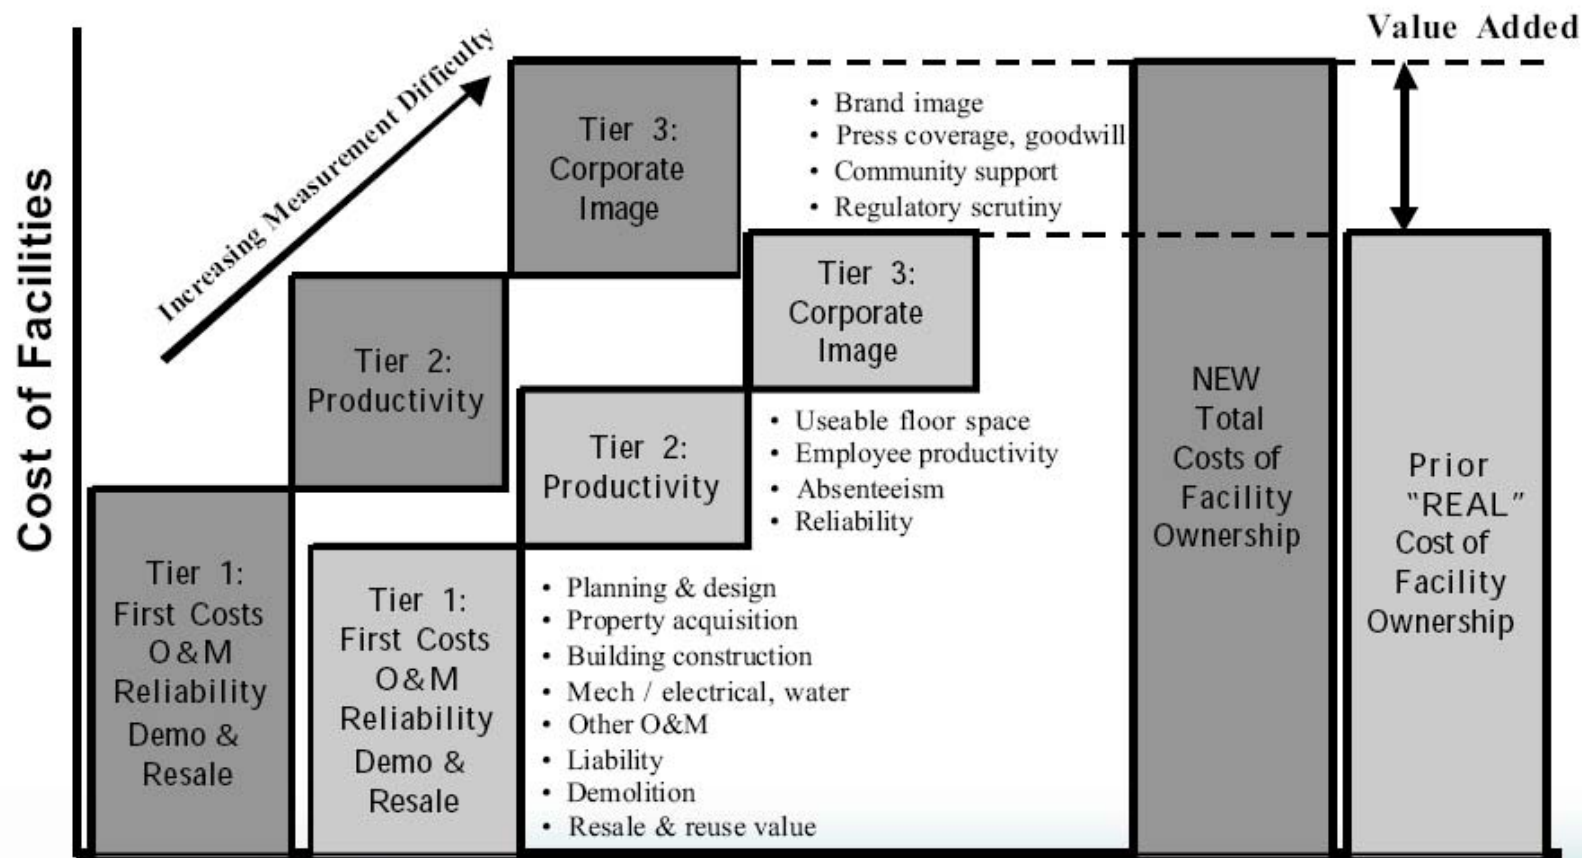 Value Added
Cost of Facilities
Increasing Measurement Difficulty
Tier 3:
Corporate
Image
• Brand image
• Press coverage, goodwill
• Community support
• Regulatory scrutiny
Tier 2:
Productivity
Tier 3:
Corporate
Image
Tier 2:
Productivity
• Useable floor space
• Employee productivity
• Absenteeism
• Reliability
Tier 1:
First Costs
O&M
Reliability
Demo &
Resale
Tier 1:
First Costs
O&M
Reliability
Demo &
Resale
• Planning & design
• Property acquisition
• Building construction
• Mech / electrical, water
• Other O&M
• Liability
• Demolition
• Resale & reuse value
NEW
Total
Costs of
Facility
Ownership
Prior
“REAL”
Cost of
Facility
Ownership